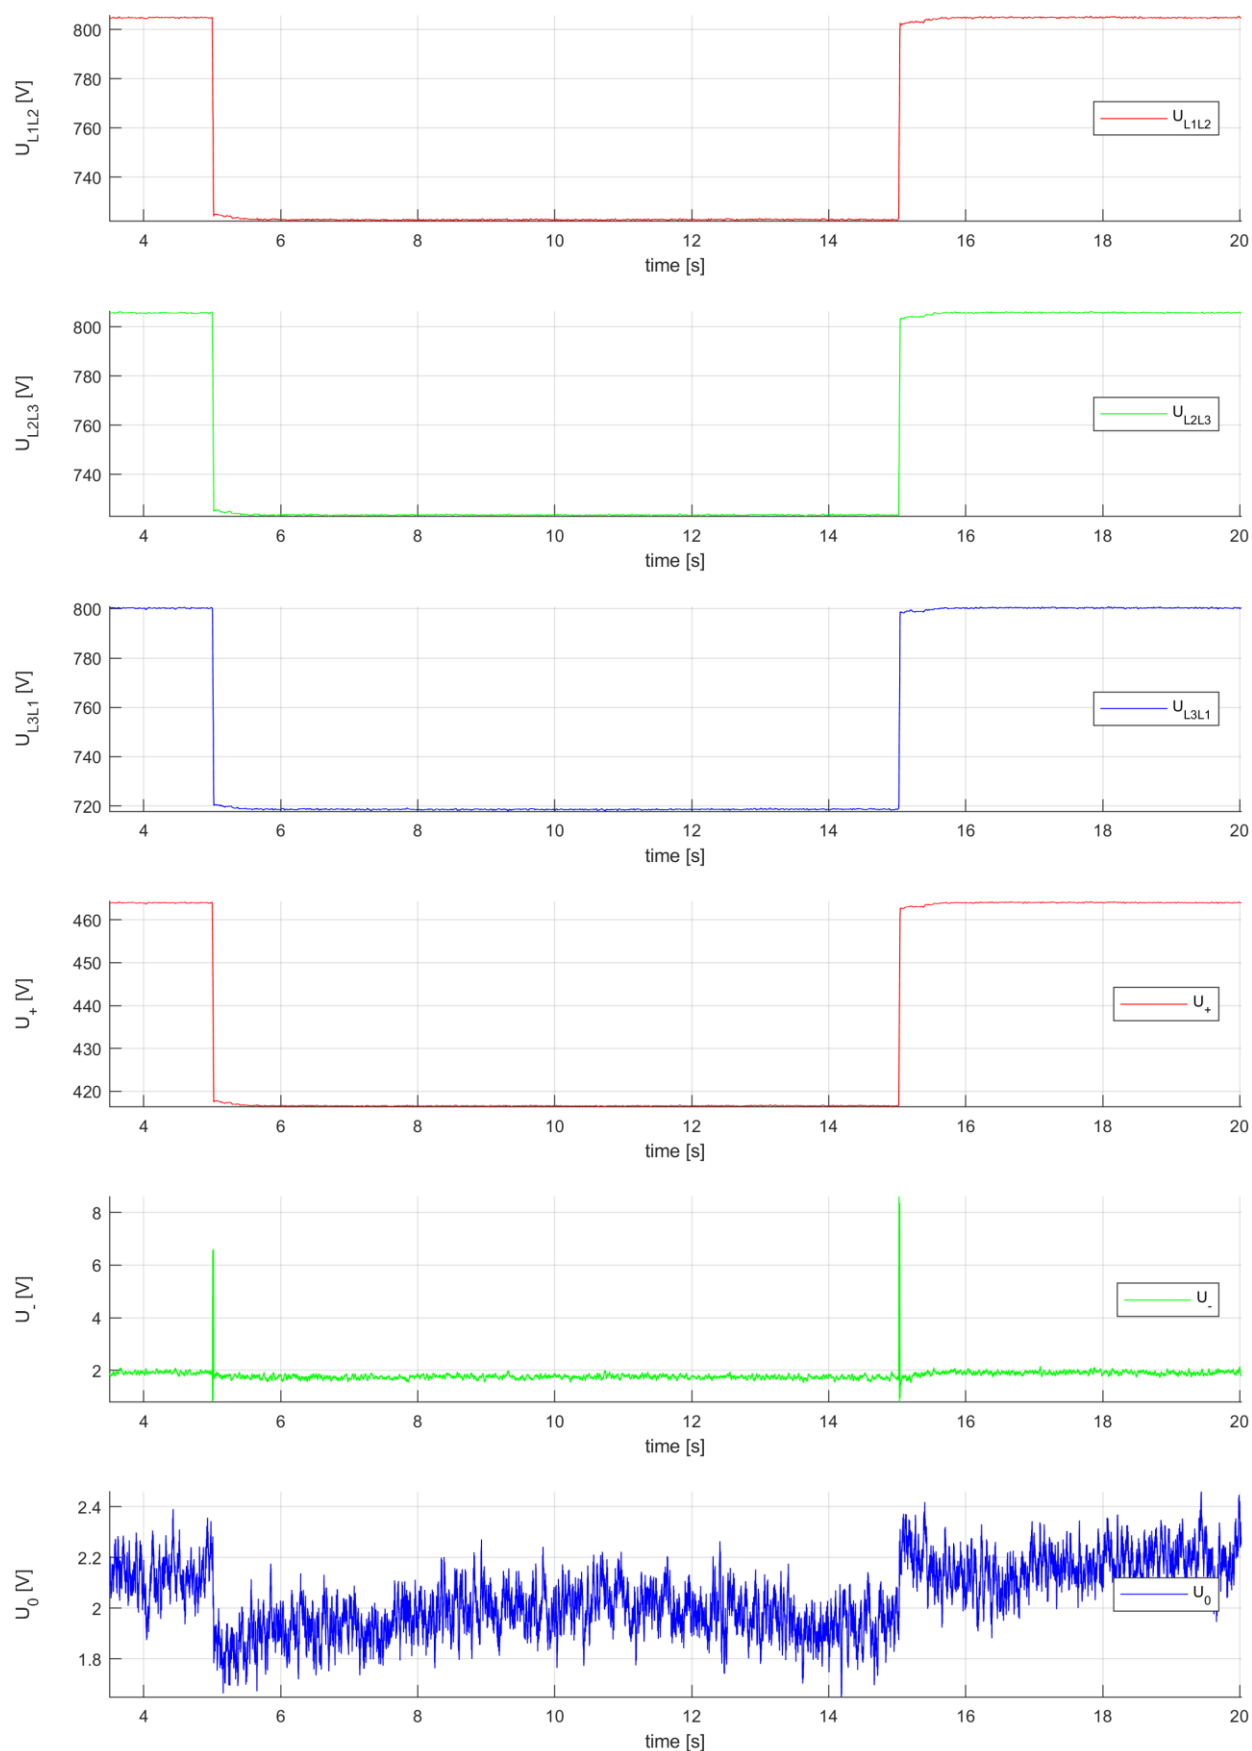 800
780
760
740
U_L1L2 [V]
U_L1L2
4 6 8 10 12 14 16 18 20
time [s]
800
780
760
740
U_L2L3 [V]
U_L2L3
4 6 8 10 12 14 16 18 20
time [s]
800
780
760
740
720
U_L3L1 [V]
U_L3L1
4 6 8 10 12 14 16 18 20
time [s]
460
450
440
430
420
U_+ [V]
U_+
4 6 8 10 12 14 16 18 20
time [s]
8
6
4
2
U_- [V]
U_-
4 6 8 10 12 14 16 18 20
time [s]
2.4
2.2
2
1.8
U_0 [V]
U_0
4 6 8 10 12 14 16 18 20
time [s]